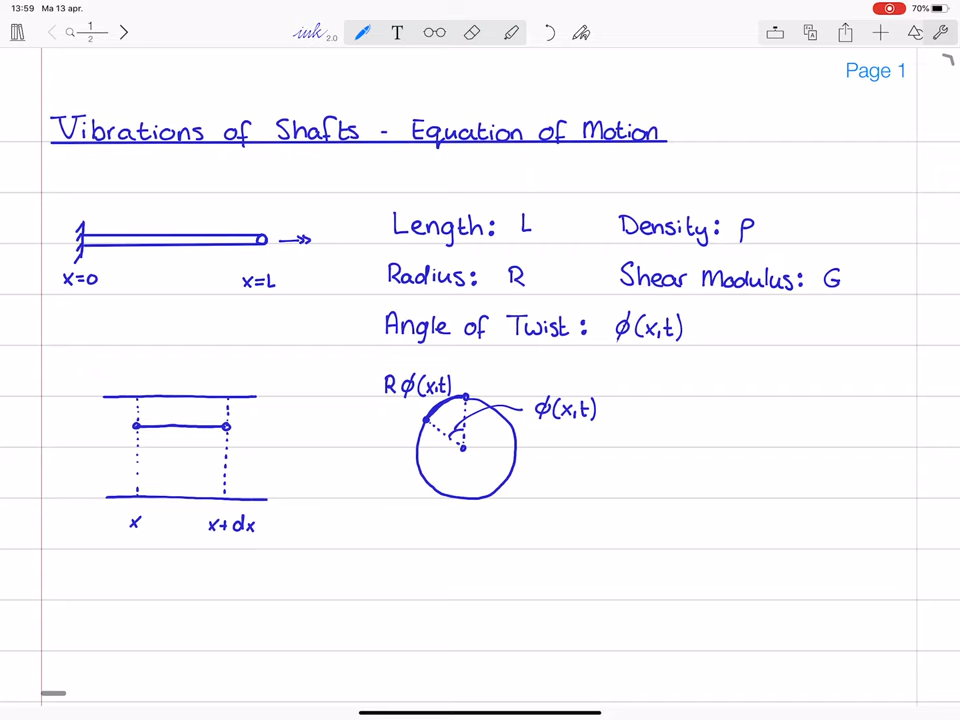 13:59 Ma 13 apr. 70%
1
2
ink 2.0
T
Page 1
Vibrations of Shafts - Equation of Motion
Length: L Density: ρ
x=0 x=L Radius: R Shear Modulus: G
Angle of Twist: ϕ(x,t)
Rϕ(x,t)
ϕ(x,t)
x x+dx